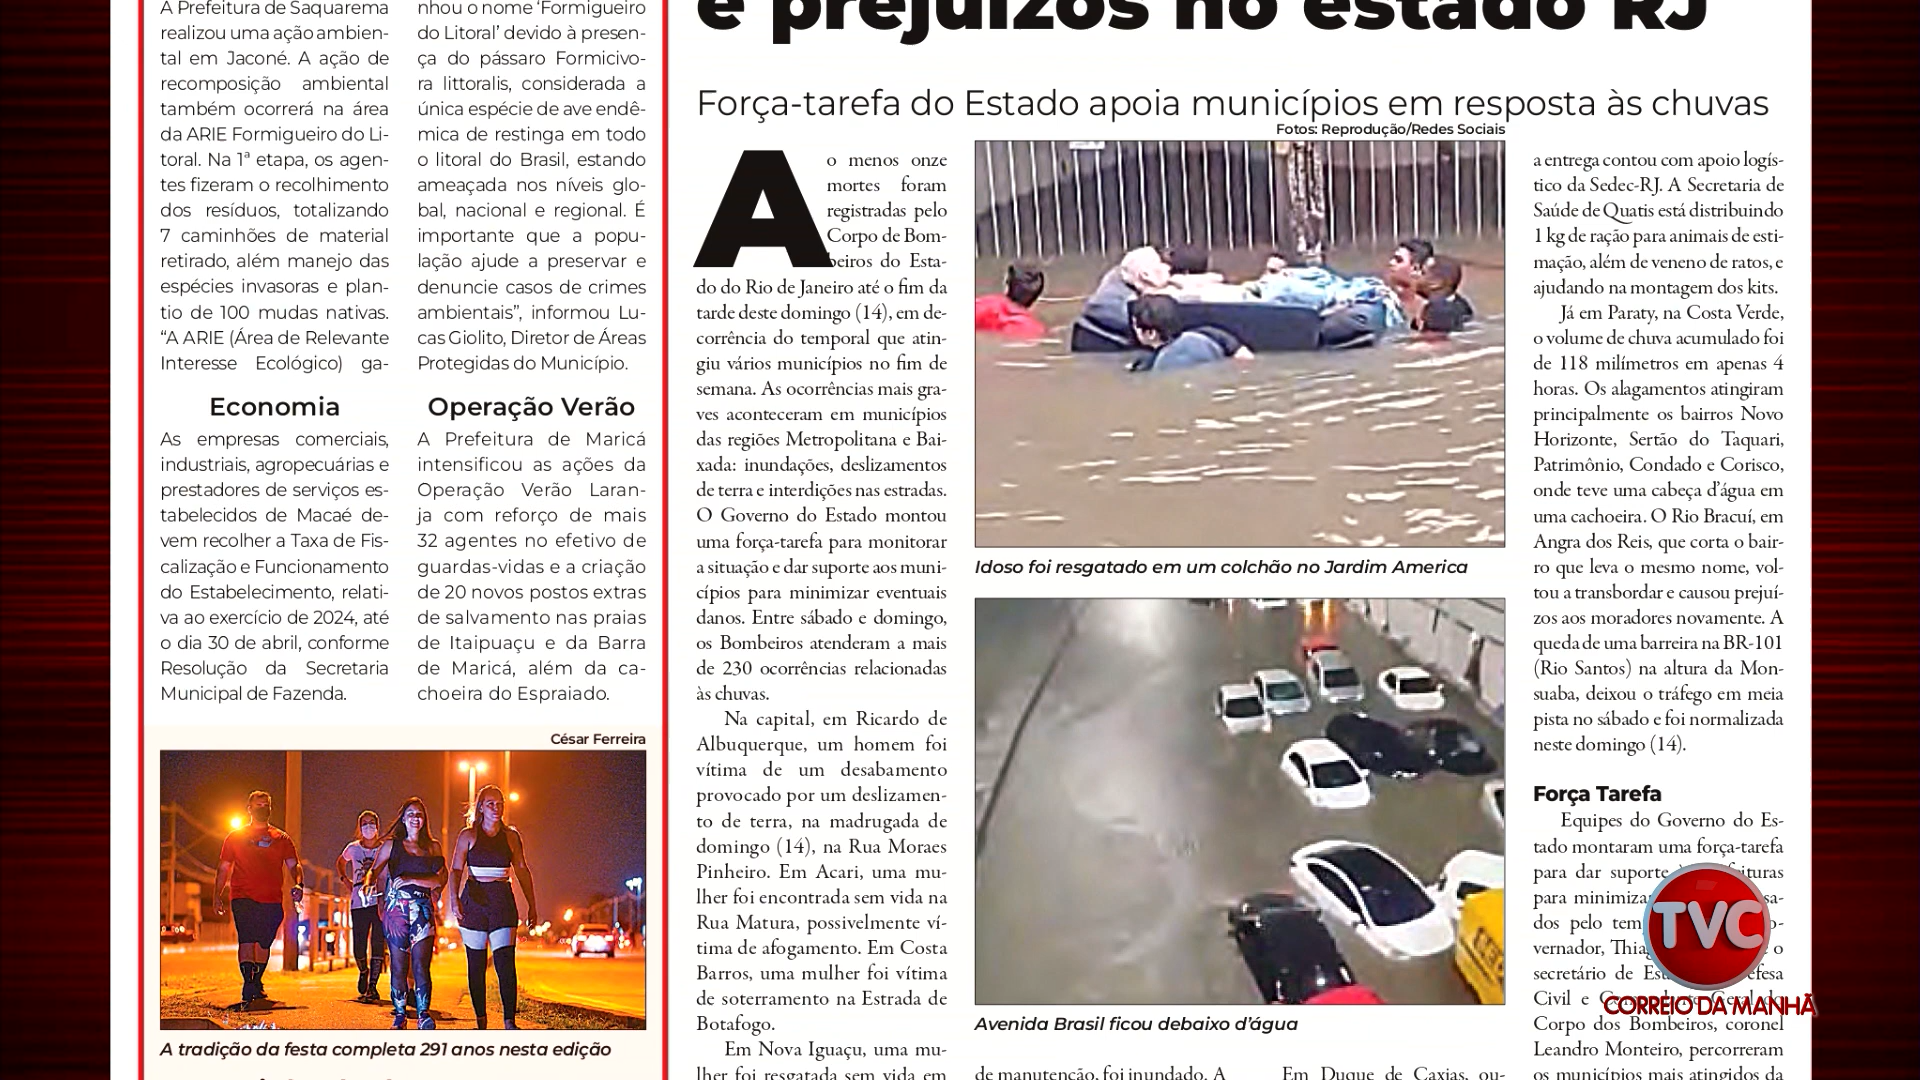 A Prefeitura de Saquarema
realizou uma ação ambien-
tal em Jaconé. A ação de
recomposição ambiental
também ocorrerá na área
da ARIE Formigueiro do Li-
toral. Na 1ª etapa, os agen-
tes fizeram o recolhimento
dos resíduos, totalizando
7 caminhões de material
retirado, além manejo das
espécies invasoras e plan-
tio de 100 mudas nativas.
“A ARIE (Área de Relevante
Interesse Ecológico) ga-
nhou o nome ‘Formigueiro
do Litoral’ devido à presen-
ça do pássaro Formicivo-
ra littoralis, considerada a
única espécie de ave endê-
mica de restinga em todo
o litoral do Brasil, estando
ameaçada nos níveis glo-
bal, nacional e regional. É
importante que a popu-
lação ajude a preservar e
denuncie casos de crimes
ambientais”, informou Lu-
cas Giolito, Diretor de Áreas
Protegidas do Município.
Economia
As empresas comerciais,
industriais, agropecuárias e
prestadores de serviços es-
tabelecidos de Macaé de-
vem recolher a Taxa de Fis-
calização e Funcionamento
do Estabelecimento, relati-
va ao exercício de 2024, até
o dia 30 de abril, conforme
Resolução da Secretaria
Municipal de Fazenda.
Operação Verão
A Prefeitura de Maricá
intensificou as ações da
Operação Verão Laran-
ja com reforço de mais
32 agentes no efetivo de
guardas-vidas e a criação
de 20 novos postos extras
de salvamento nas praias
de Itaipuaçu e da Barra
de Maricá, além da ca-
choeira do Espraiado.
César Ferreira
A tradição da festa completa 291 anos nesta edição
e prejuízos no estado RJ
Força-tarefa do Estado apoia municípios em resposta às chuvas
Fotos: Reprodução/Redes Sociais
Ao menos onze
mortes foram
registradas pelo
Corpo de Bom-
beiros do Esta-
do do Rio de Janeiro até o fim da
tarde deste domingo (14), em de-
corrência do temporal que atin-
giu vários municípios no fim de
semana. As ocorrências mais gra-
ves aconteceram em municípios
das regiões Metropolitana e Bai-
xada: inundações, deslizamentos
de terra e interdições nas estradas.
O Governo do Estado montou
uma força-tarefa para monitorar
a situação e dar suporte aos muni-
cípios para minimizar eventuais
danos. Entre sábado e domingo,
os Bombeiros atenderam a mais
de 230 ocorrências relacionadas
às chuvas.
Na capital, em Ricardo de
Albuquerque, um homem foi
vítima de um desabamento
provocado por um deslizamen-
to de terra, na madrugada de
domingo (14), na Rua Moraes
Pinheiro. Em Acari, uma mu-
lher foi encontrada sem vida na
Rua Matura, possivelmente ví-
tima de afogamento. Em Costa
Barros, uma mulher foi vítima
de soterramento na Estrada de
Botafogo.
Em Nova Iguaçu, uma mu-
lher foi resgatada sem vida em
Idoso foi resgatado em um colchão no Jardim America
Avenida Brasil ficou debaixo d’água
de manutenção, foi inundado. A
Em Duque de Caxias, ou-
a entrega contou com apoio logís-
tico da Sedec-RJ. A Secretaria de
Saúde de Quatis está distribuindo
1 kg de ração para animais de esti-
mação, além de veneno de ratos, e
ajudando na montagem dos kits.
Já em Paraty, na Costa Verde,
o volume de chuva acumulado foi
de 118 milímetros em apenas 4
horas. Os alagamentos atingiram
principalmente os bairros Novo
Horizonte, Sertão do Taquari,
Patrimônio, Condado e Corisco,
onde teve uma cabeça d’água em
uma cachoeira. O Rio Bracuí, em
Angra dos Reis, que corta o bair-
ro que leva o mesmo nome, vol-
tou a transbordar e causou prejuí-
zos aos moradores novamente. A
queda de uma barreira na BR-101
(Rio Santos) na altura da Mon-
suaba, deixou o tráfego em meia
pista no sábado e foi normalizada
neste domingo (14).
Força Tarefa
Equipes do Governo do Es-
tado montaram uma força-tarefa
para dar suporte
para minimizar
dos pelo
vernador, o
secretário de
Civil e
Corpo dos Bombeiros, coronel
Leandro Monteiro, percorreram
os municípios mais atingidos da
TVC
CORREIO DA MANHÃ